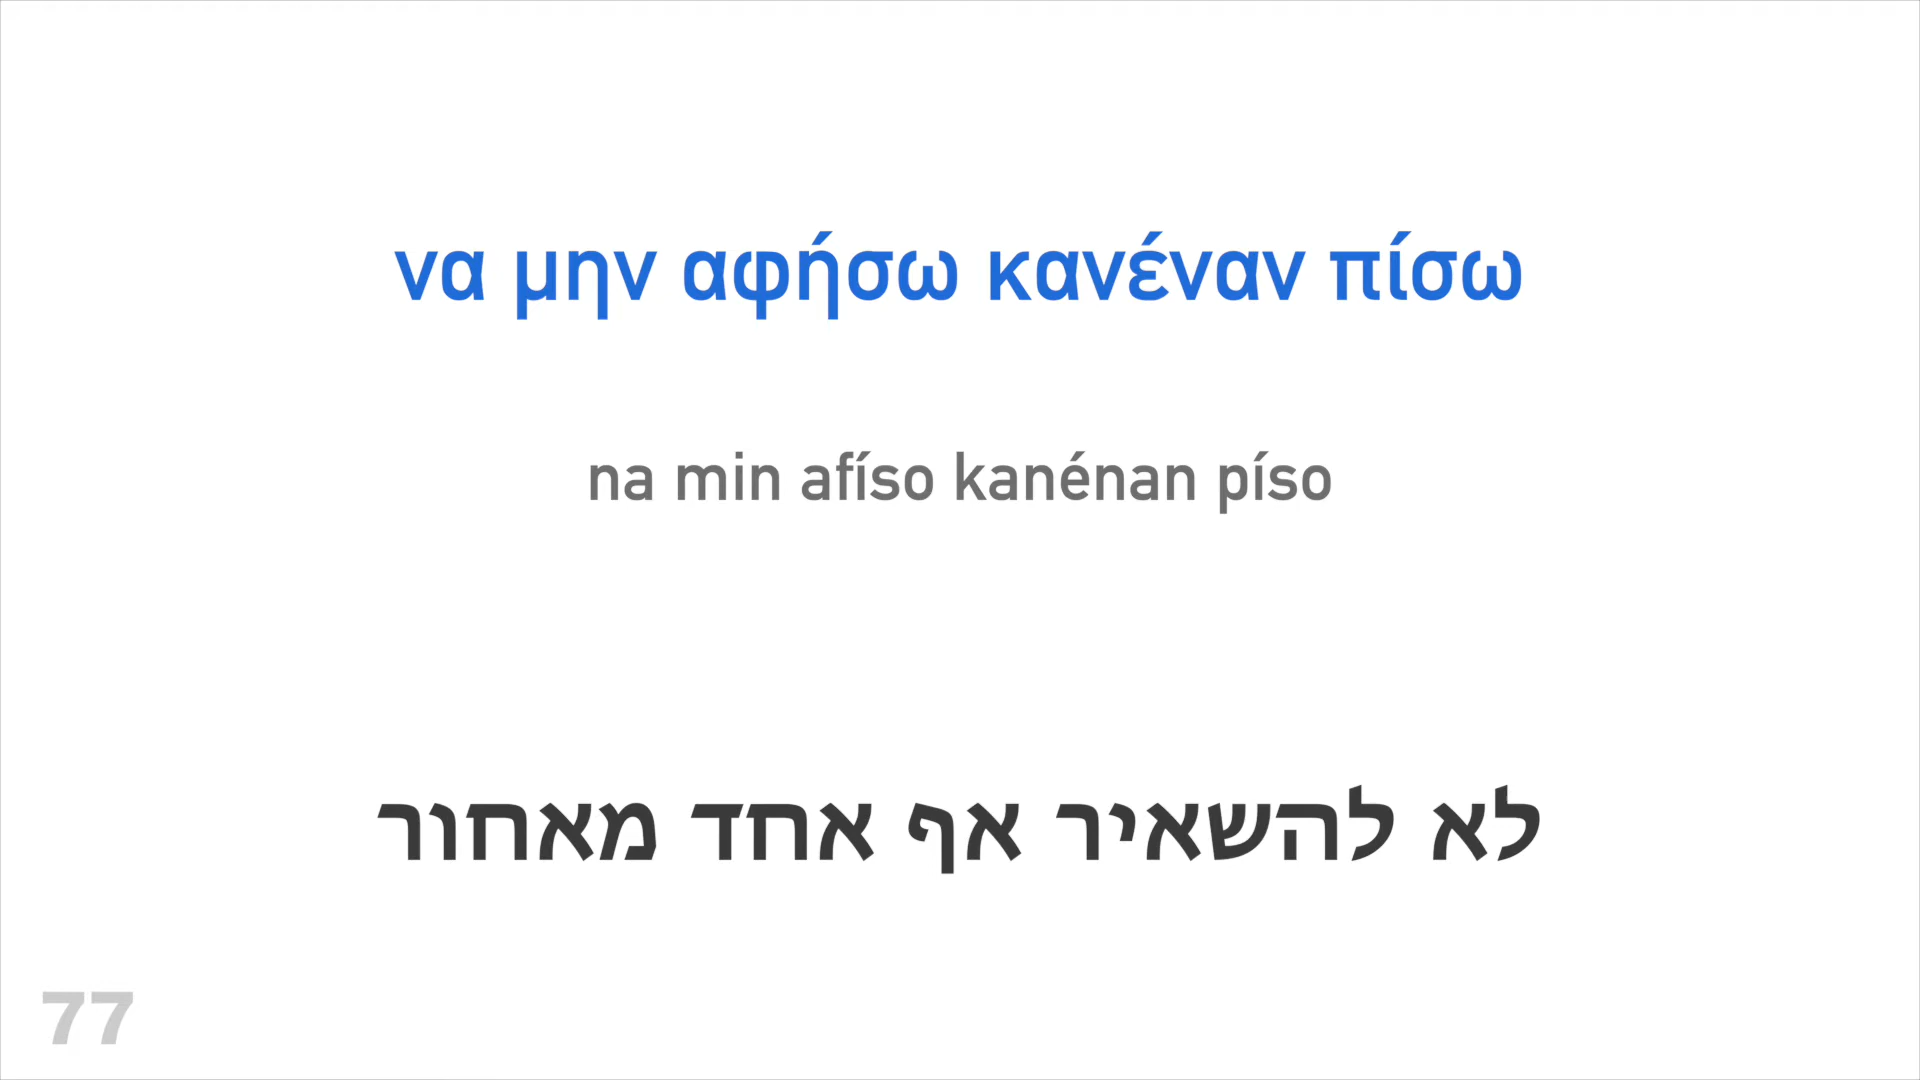 να μην αφήσω κανέναν πίσω
na min afíso kanénan píso
לא להשאיר אף אחד מאחור
77